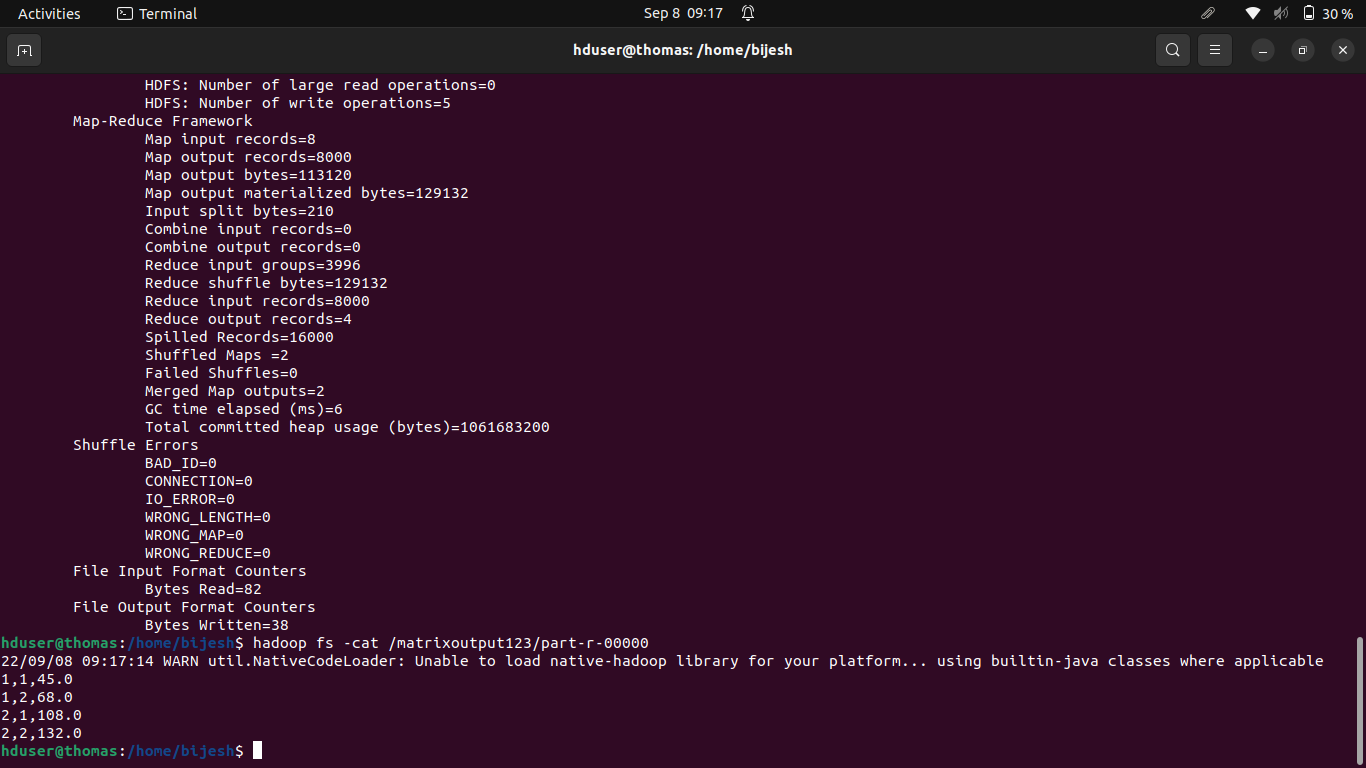 Activities Terminal Sep 8 09:17 30 %
hduser@thomas: /home/bijesh
HDFS: Number of large read operations=0
HDFS: Number of write operations=5
Map-Reduce Framework
Map input records=8
Map output records=8000
Map output bytes=113120
Map output materialized bytes=129132
Input split bytes=210
Combine input records=0
Combine output records=0
Reduce input groups=3996
Reduce shuffle bytes=129132
Reduce input records=8000
Reduce output records=4
Spilled Records=16000
Shuffled Maps =2
Failed Shuffles=0
Merged Map outputs=2
GC time elapsed (ms)=6
Total committed heap usage (bytes)=1061683200
Shuffle Errors
BAD_ID=0
CONNECTION=0
IO_ERROR=0
WRONG_LENGTH=0
WRONG_MAP=0
WRONG_REDUCE=0
File Input Format Counters
Bytes Read=82
File Output Format Counters
Bytes Written=38
hduser@thomas:/home/bijesh$ hadoop fs -cat /matrixoutput123/part-r-00000
22/09/08 09:17:14 WARN util.NativeCodeLoader: Unable to load native-hadoop library for your platform... using builtin-java classes where applicable
1,1,45.0
1,2,68.0
2,1,108.0
2,2,132.0
hduser@thomas:/home/bijesh$